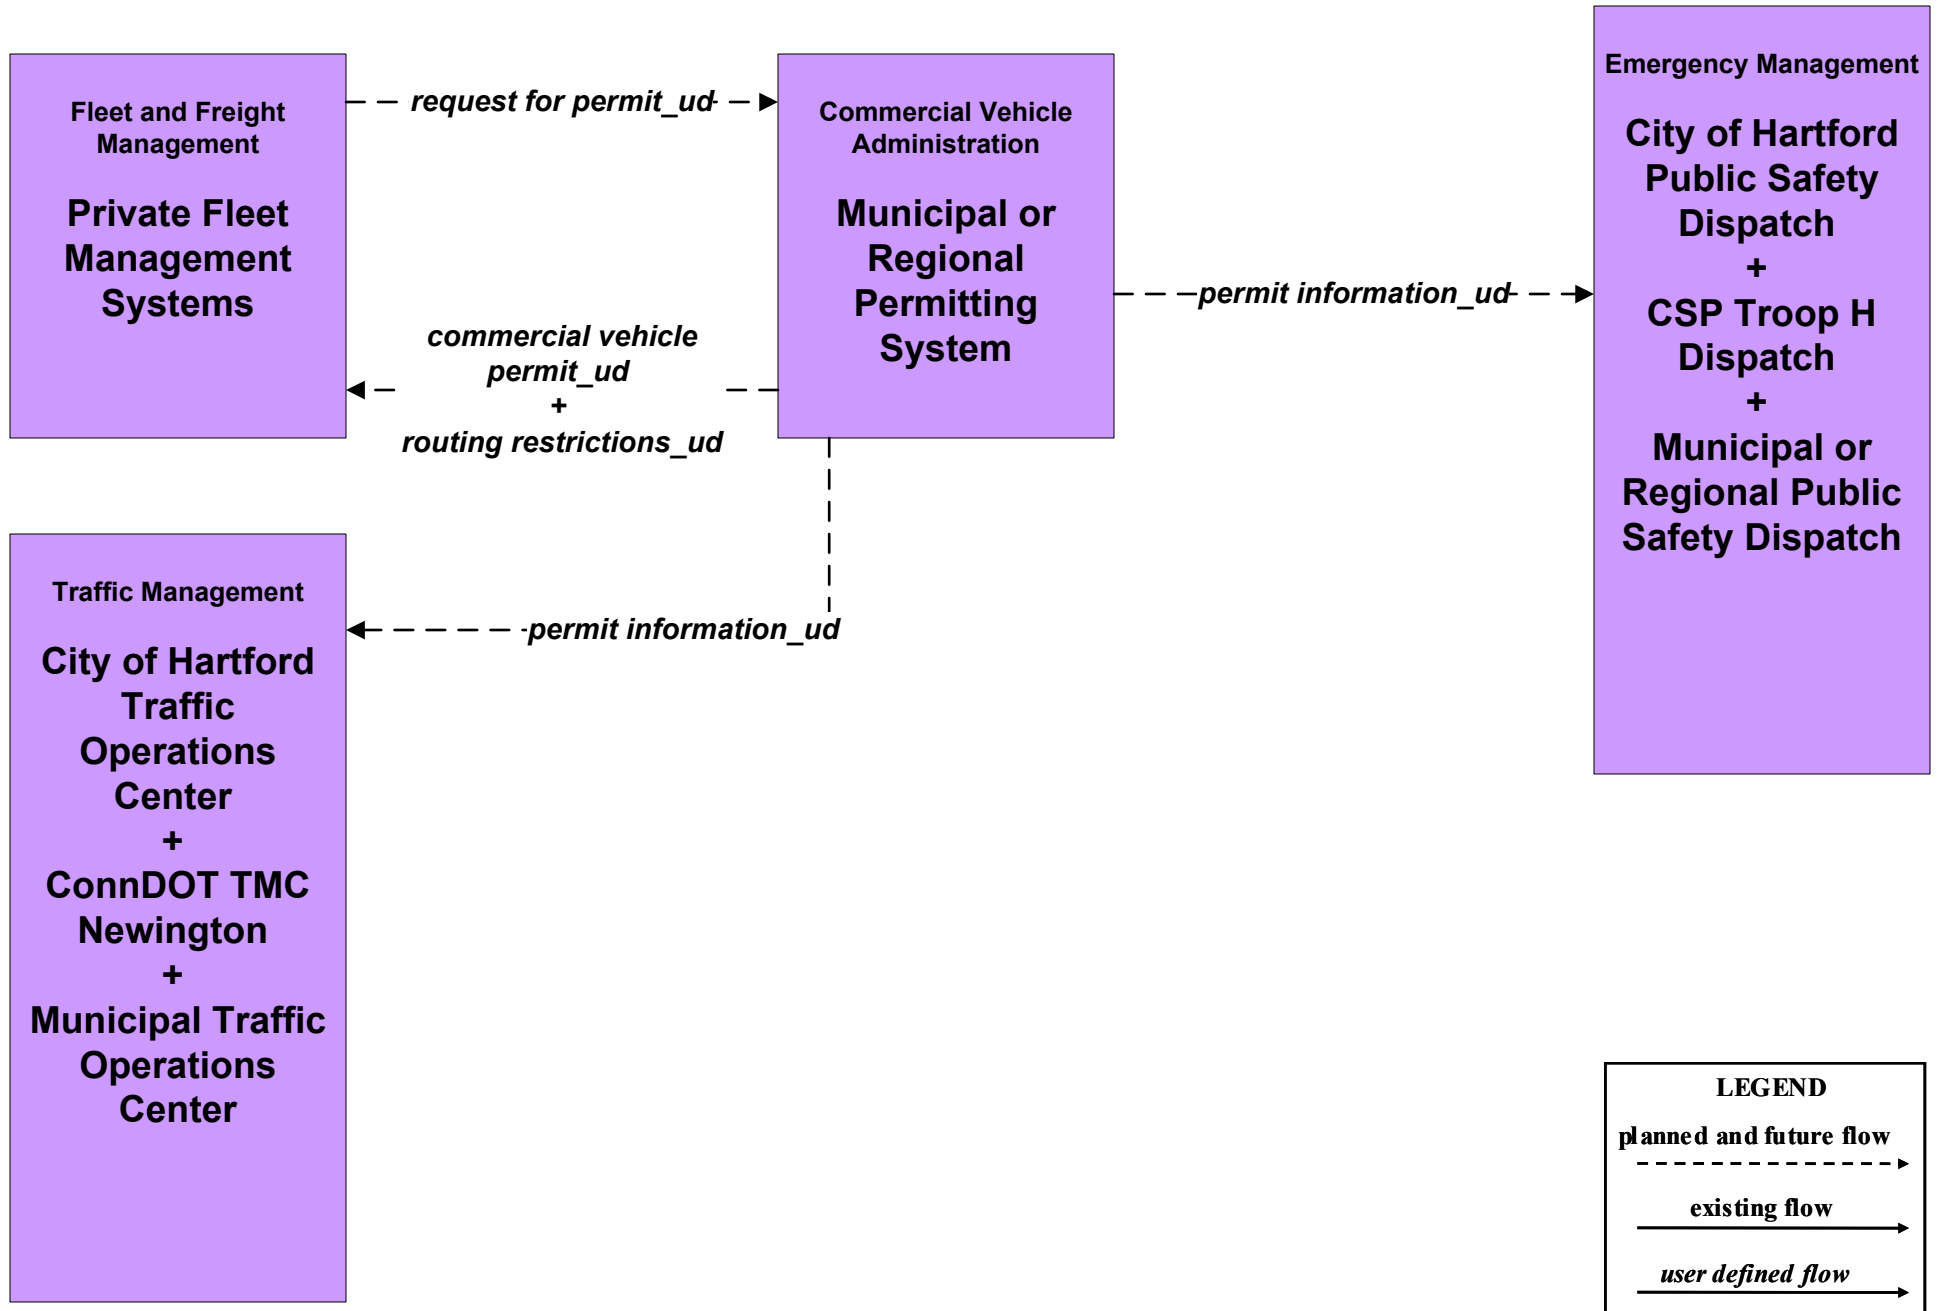 Fleet and Freight
Management
Private Fleet
Management
Systems
request for permit_ud
Commercial Vehicle
Administration
Municipal or
Regional
Permitting
System
commercial vehicle
permit_ud
+
routing restrictions_ud
permit information_ud
Emergency Management
City of Hartford
Public Safety
Dispatch
+
CSP Troop H
Dispatch
+
Municipal or
Regional Public
Safety Dispatch
Traffic Management
City of Hartford
Traffic
Operations
Center
+
ConnDOT TMC
Newington
+
Municipal Traffic
Operations
Center
permit information_ud
LEGEND
planned and future flow
existing flow
user defined flow